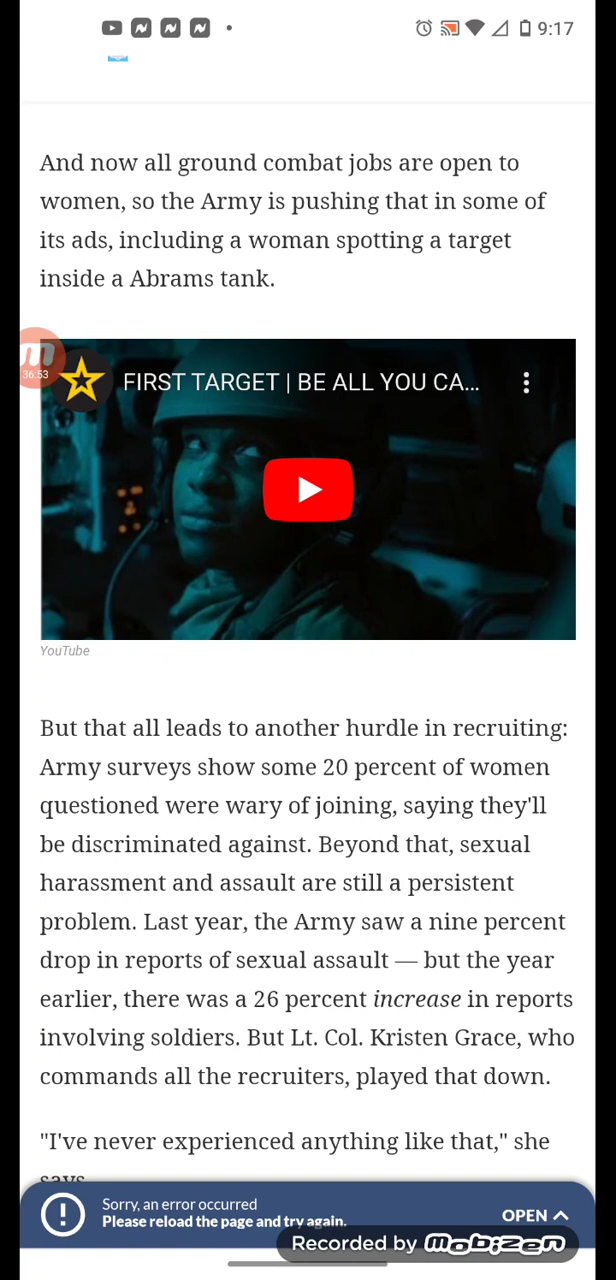 9:17
And now all ground combat jobs are open to
women, so the Army is pushing that in some of
its ads, including a woman spotting a target
inside a Abrams tank.
36:53
FIRST TARGET | BE ALL YOU CA...
YouTube
But that all leads to another hurdle in recruiting:
Army surveys show some 20 percent of women
questioned were wary of joining, saying they'll
be discriminated against. Beyond that, sexual
harassment and assault are still a persistent
problem. Last year, the Army saw a nine percent
drop in reports of sexual assault — but the year
earlier, there was a 26 percent increase in reports
involving soldiers. But Lt. Col. Kristen Grace, who
commands all the recruiters, played that down.
"I've never experienced anything like that," she
says
Sorry, an error occurred
Please reload the page and try again.
OPEN
Recorded by mobizen